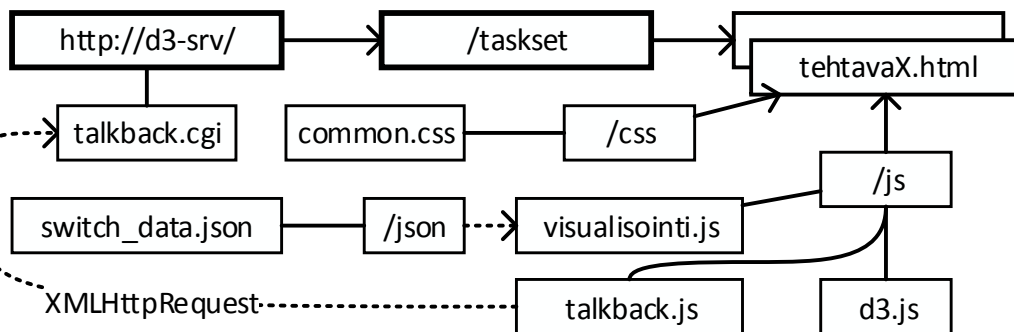 http://d3-srv/
/taskset
tehtavaX.html
talkback.cgi
common.css
/css
/js
switch_data.json
/json
visualisointi.js
XMLHttpRequest
talkback.js
d3.js